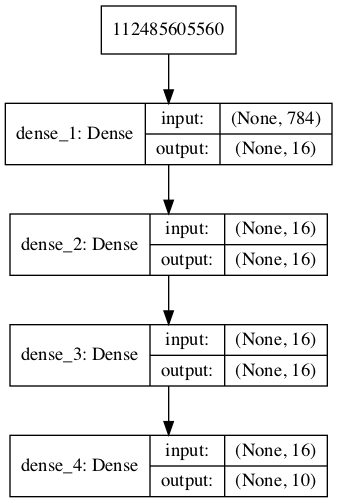 112485605560
dense_1: Dense
input: (None, 784)
output: (None, 16)
dense_2: Dense
input: (None, 16)
output: (None, 16)
dense_3: Dense
input: (None, 16)
output: (None, 16)
dense_4: Dense
input: (None, 16)
output: (None, 10)